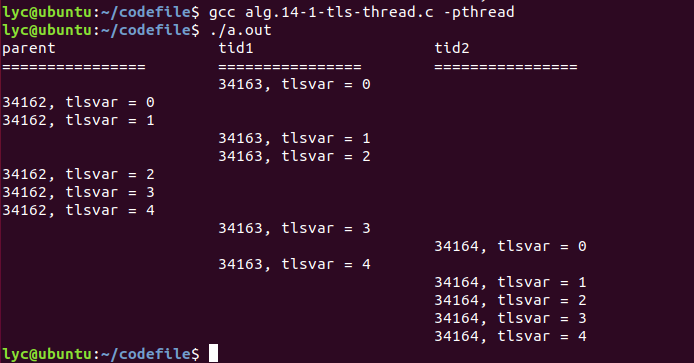 lyc@ubuntu:~/codefile$ gcc alg.14-1-tls-thread.c -pthread
lyc@ubuntu:~/codefile$ ./a.out
parent                  tid1                    tid2
================        ================        ================
                        34163, tlsvar = 0
34162, tlsvar = 0
34162, tlsvar = 1
                        34163, tlsvar = 1
                        34163, tlsvar = 2
34162, tlsvar = 2
34162, tlsvar = 3
34162, tlsvar = 4
                        34163, tlsvar = 3
                                                34164, tlsvar = 0
                        34163, tlsvar = 4
                                                34164, tlsvar = 1
                                                34164, tlsvar = 2
                                                34164, tlsvar = 3
                                                34164, tlsvar = 4
lyc@ubuntu:~/codefile$